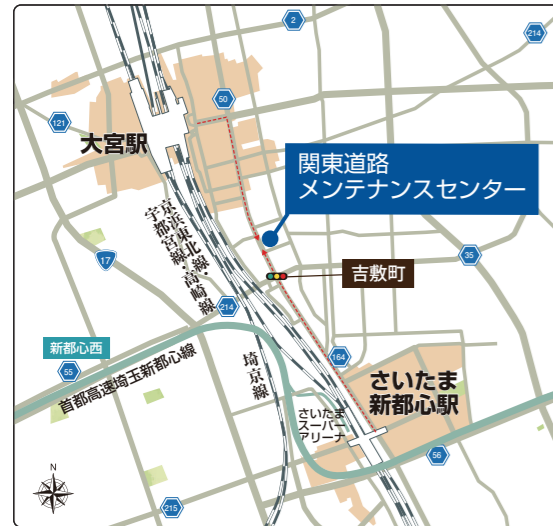 2
214
50
121
大宮駅
関東道路
メンテナンスセンター
京浜東北線
宇都宮線・高崎線
17
35
吉敷町
214
新都心西
164
55
首都高速埼玉新都心線
埼京線
さいたま
新都心駅
さいたま
スーパー
アリーナ
56
N
215